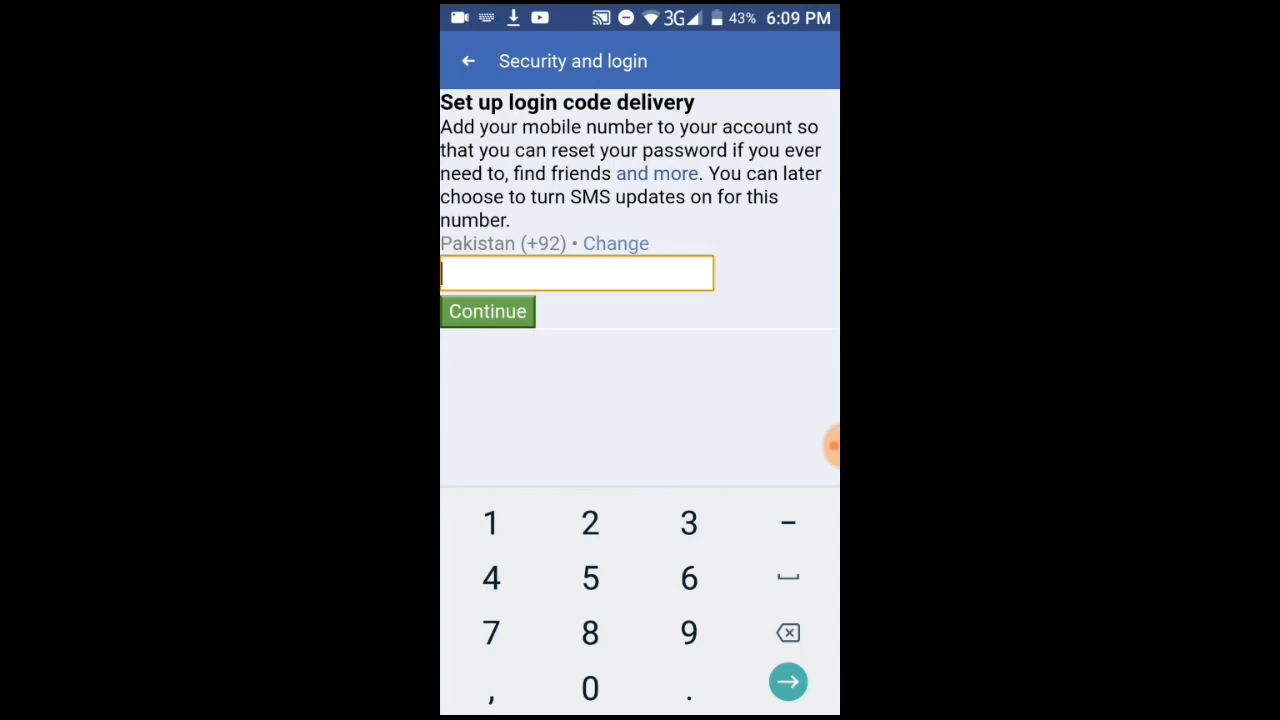 3G 43% 6:09 PM
Security and login
Set up login code delivery
Add your mobile number to your account so
that you can reset your password if you ever
need to, find friends and more. You can later
choose to turn SMS updates on for this
number.
Pakistan (+92) • Change
Continue
1 2 3 -
4 5 6
7 8 9
, 0 .